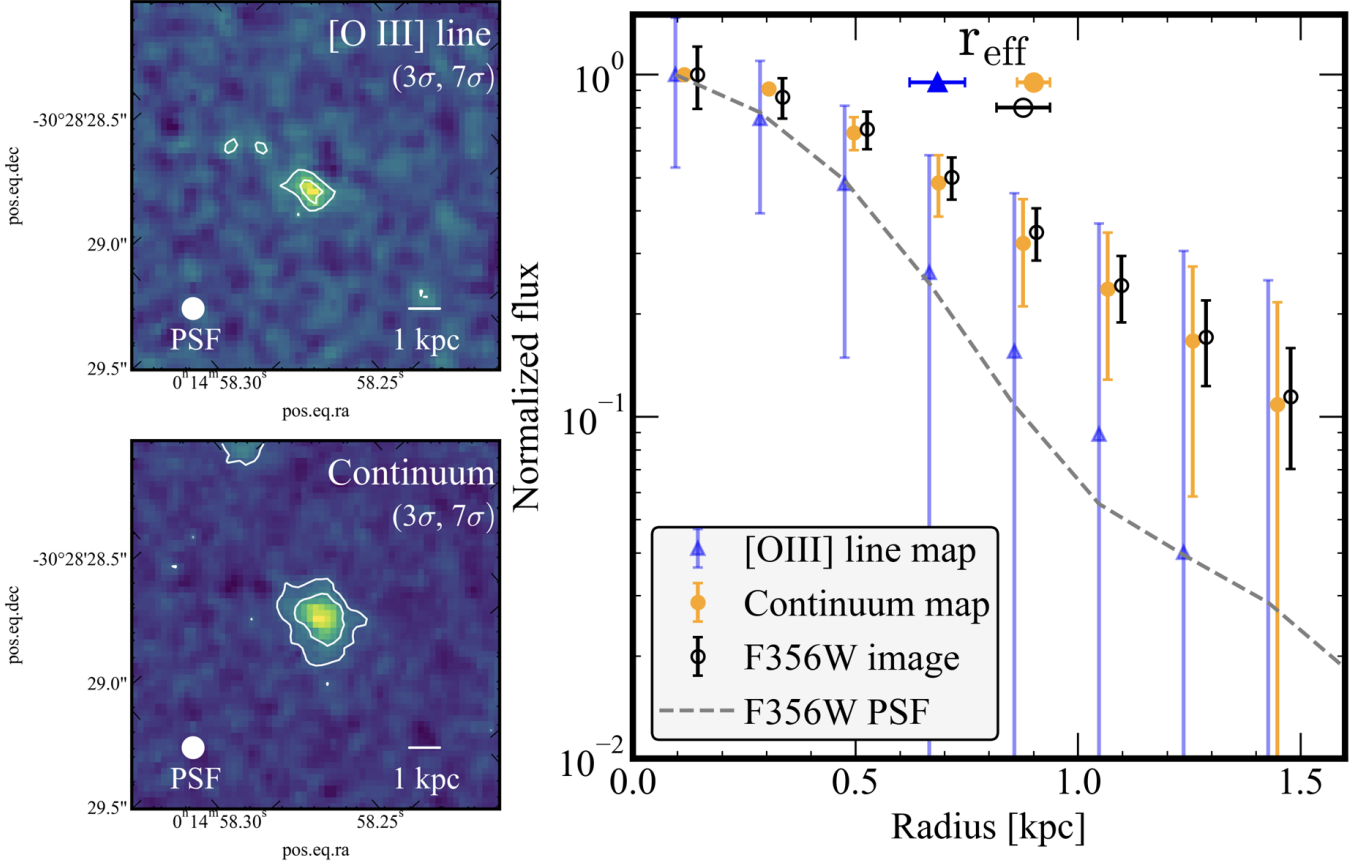 [O III] line
(3σ, 7σ)
-30°28'28.5"
pos.eq.dec
29.0"
PSF
1 kpc
29.5"
0ʰ14ᵐ58.30ˢ
58.25ˢ
pos.eq.ra
Continuum
(3σ, 7σ)
-30°28'28.5"
pos.eq.dec
29.0"
PSF
1 kpc
29.5"
0ʰ14ᵐ58.30ˢ
58.25ˢ
pos.eq.ra
Normalized flux
10⁰
10⁻¹
10⁻²
r_eff
[OIII] line map
Continuum map
F356W image
F356W PSF
0.0
0.5
1.0
1.5
Radius [kpc]